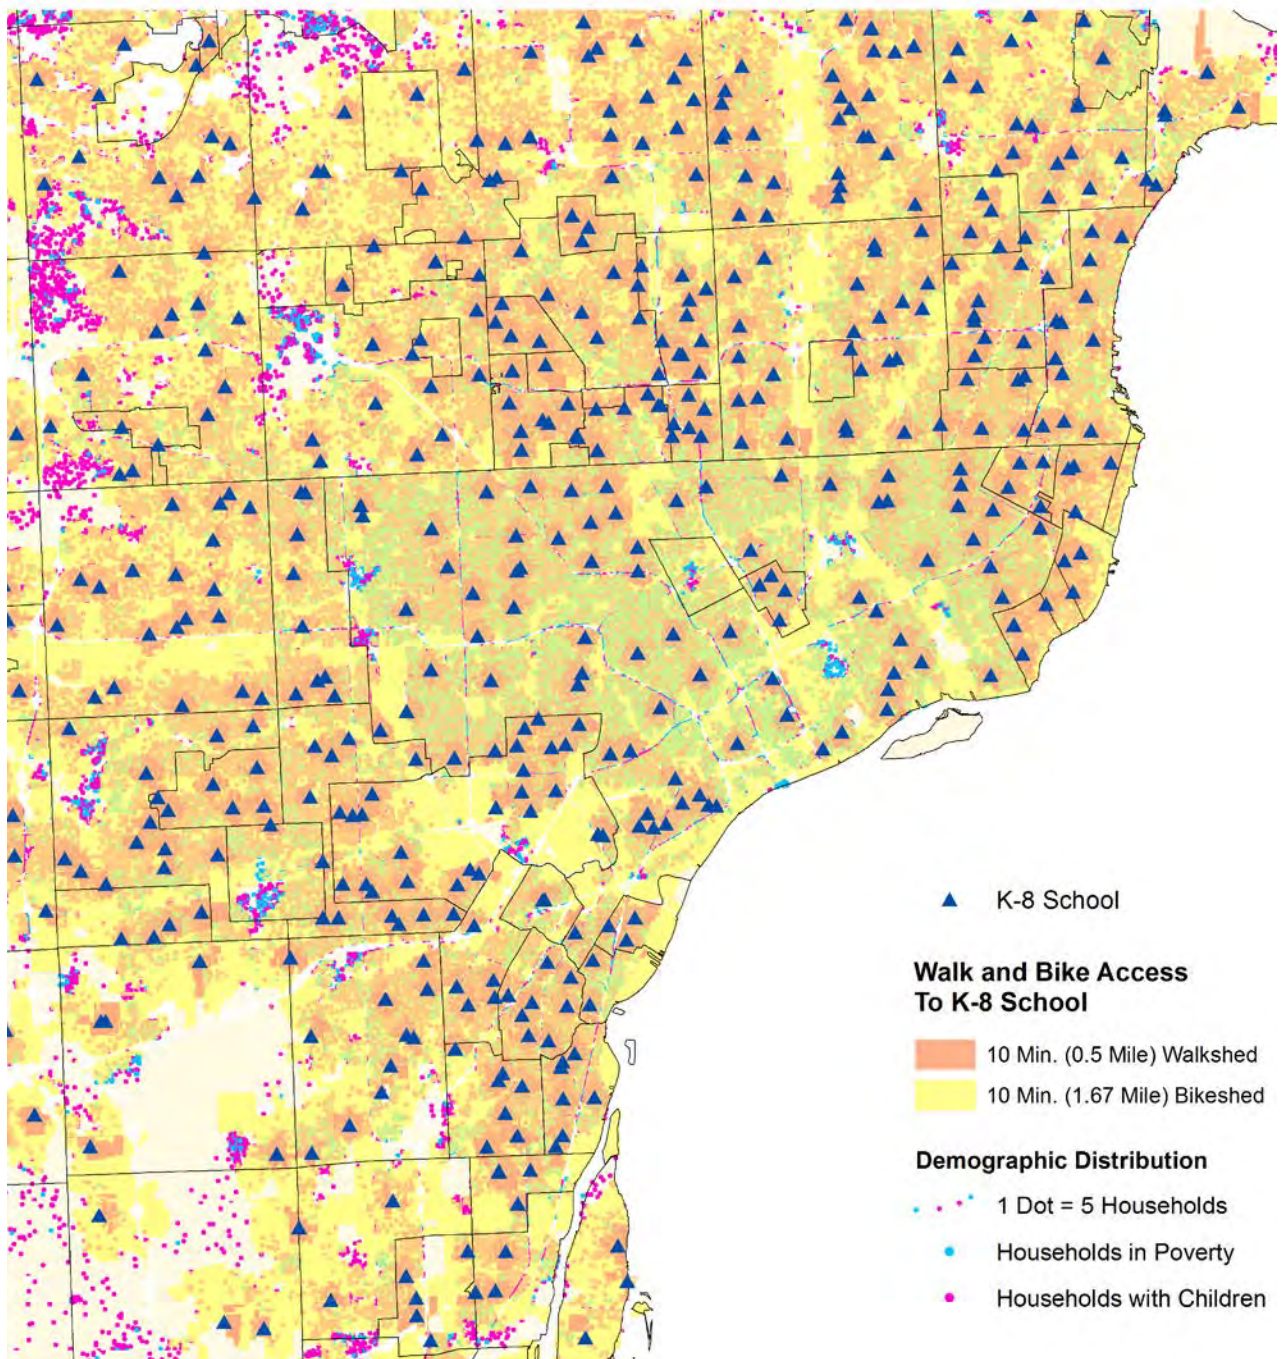 K-8 School
Walk and Bike Access
To K-8 School
10 Min. (0.5 Mile) Walkshed
10 Min. (1.67 Mile) Bikeshed
Demographic Distribution
1 Dot = 5 Households
Households in Poverty
Households with Children